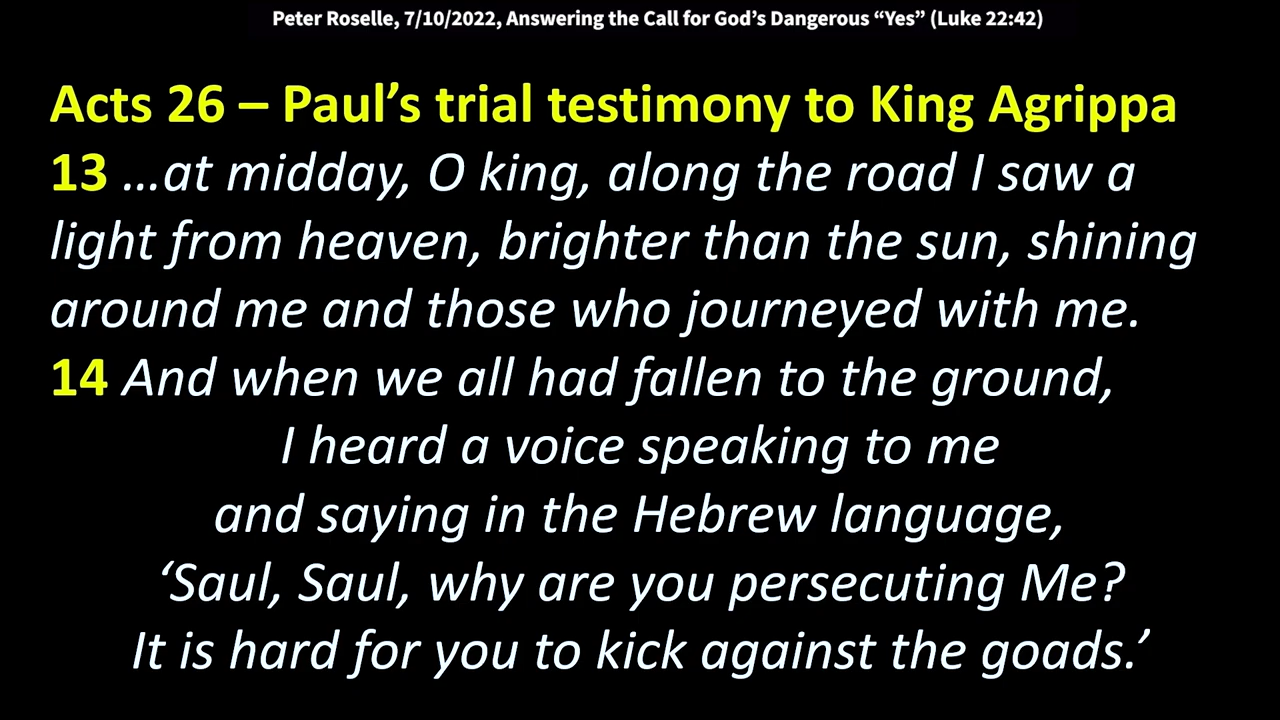 Peter Roselle, 7/10/2022, Answering the Call for God’s Dangerous “Yes” (Luke 22:42)
Acts 26 – Paul’s trial testimony to King Agrippa
13 …at midday, O king, along the road I saw a
light from heaven, brighter than the sun, shining
around me and those who journeyed with me.
14 And when we all had fallen to the ground,
I heard a voice speaking to me
and saying in the Hebrew language,
‘Saul, Saul, why are you persecuting Me?
It is hard for you to kick against the goads.’